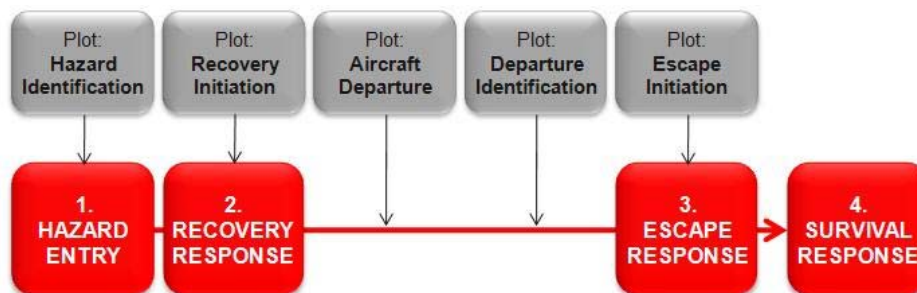 Plot:
Hazard
Identification
Plot:
Recovery
Initiation
Plot:
Aircraft
Departure
Plot:
Departure
Identification
Plot:
Escape
Initiation
1.
HAZARD
ENTRY
2.
RECOVERY
RESPONSE
3.
ESCAPE
RESPONSE
4.
SURVIVAL
RESPONSE